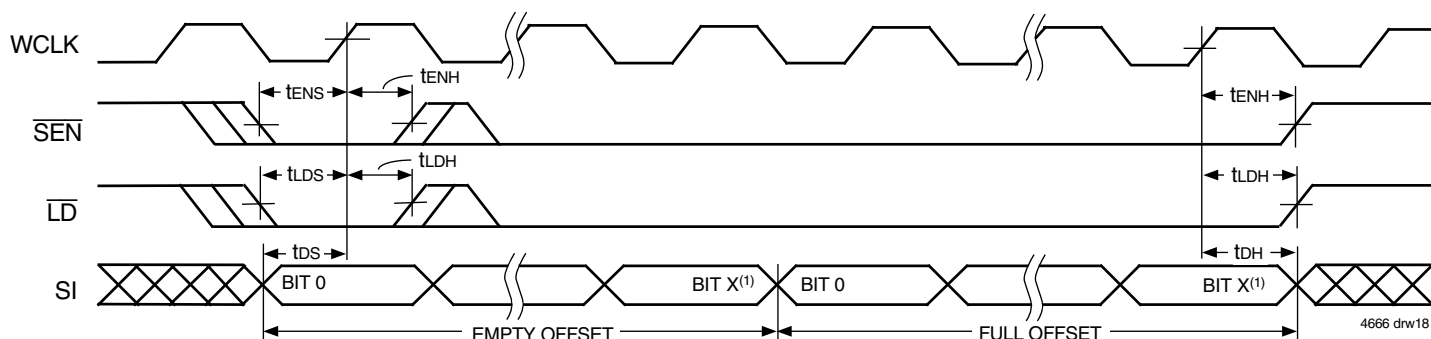 WCLK
tENS
tENH
tENH
SEN
tLDS
tLDH
tLDH
LD
tDS
tDH
SI
BIT 0
BIT X(1)
BIT 0
BIT X(1)
EMPTY OFFSET
FULL OFFSET
4666 drw18